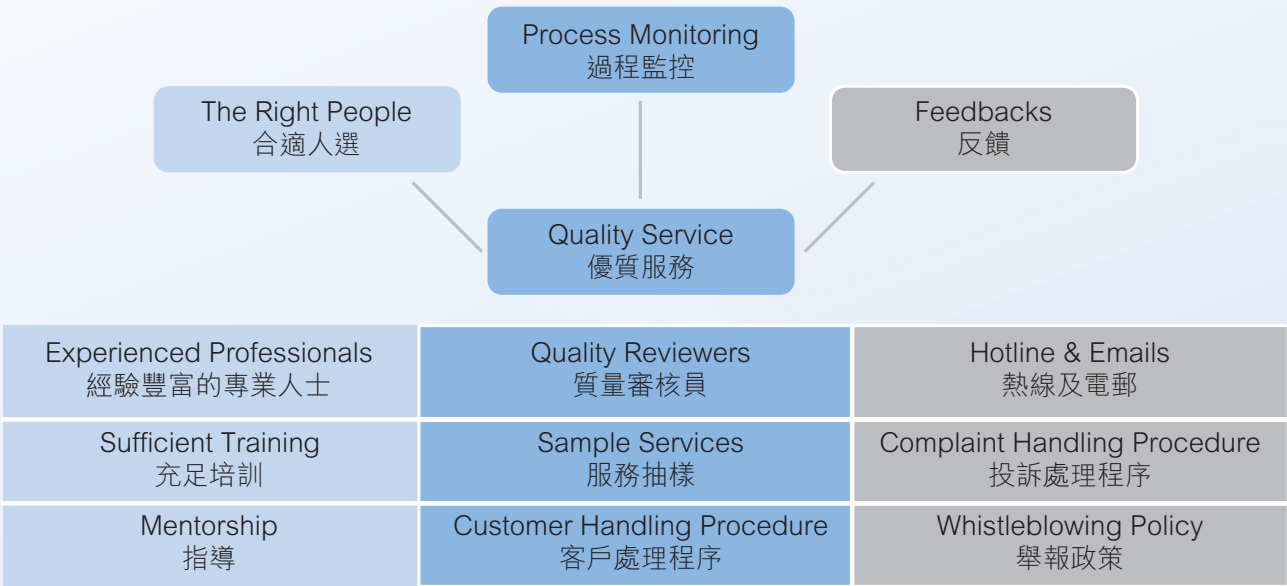 Process Monitoring
過程監控
The Right People
合適人選
Feedbacks
反饋
Quality Service
優質服務
Experienced Professionals
經驗豐富的專業人士
Quality Reviewers
質量審核員
Hotline & Emails
熱線及電郵
Sufficient Training
充足培訓
Sample Services
服務抽樣
Complaint Handling Procedure
投訴處理程序
Mentorship
指導
Customer Handling Procedure
客戶處理程序
Whistleblowing Policy
舉報政策